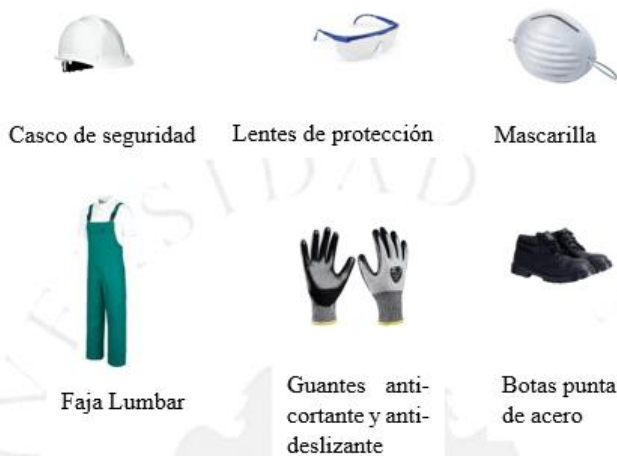 Casco de seguridad
Lentes de protección
Mascarilla
Faja Lumbar
Guantes anti-
cortante y anti-
deslizante
Botas punta
de acero